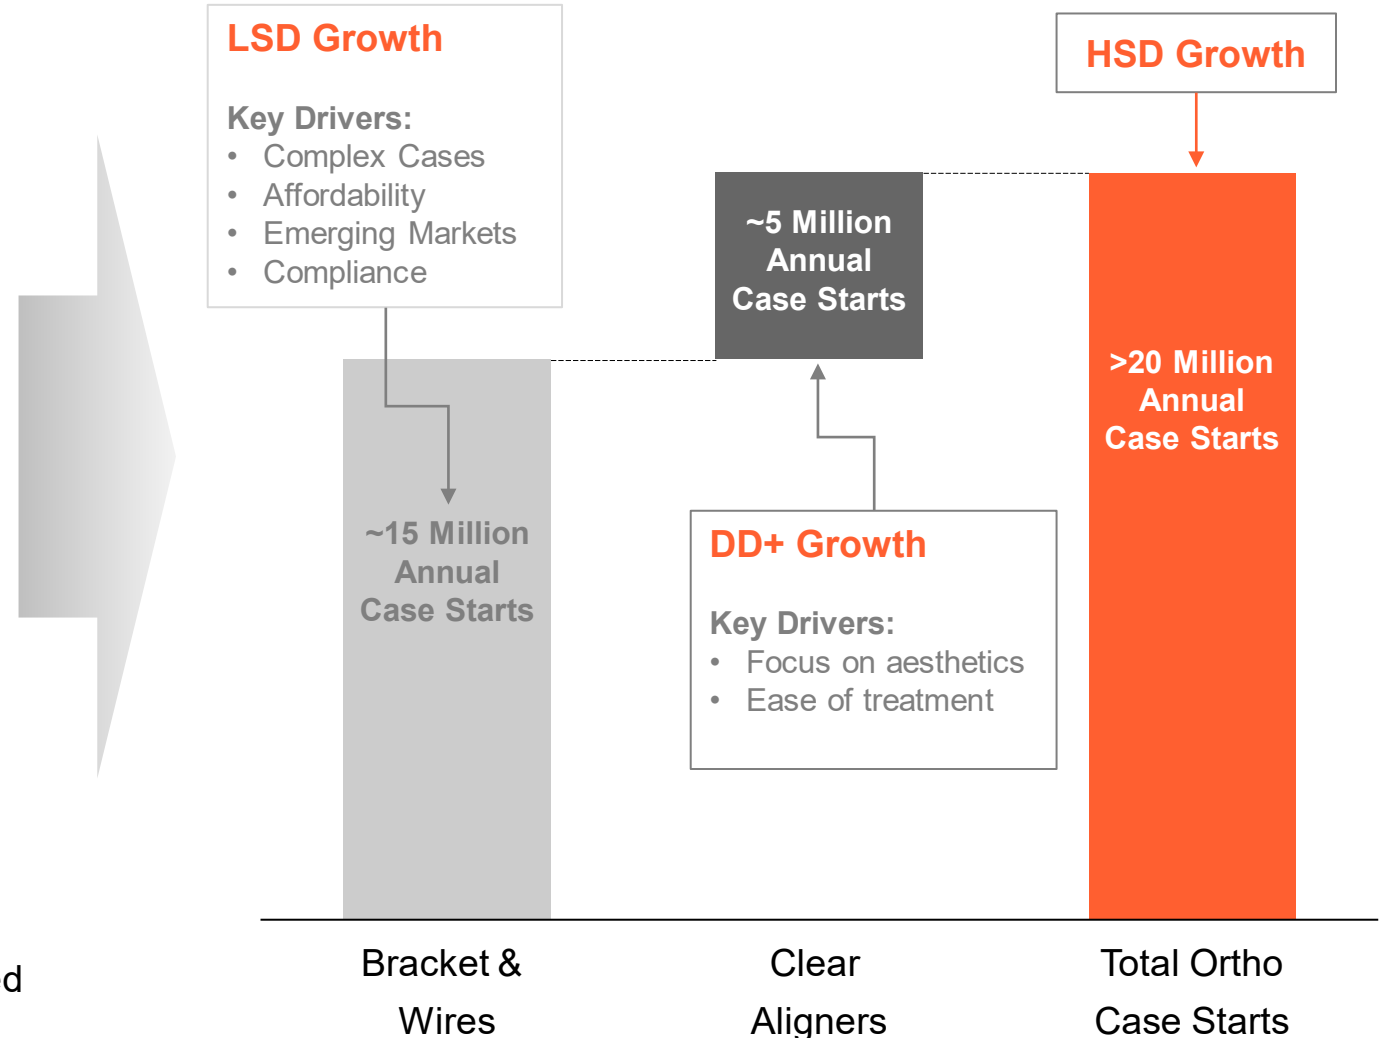 LSD Growth
Key Drivers:
• Complex Cases
• Affordability
• Emerging Markets
• Compliance
HSD Growth
~5 Million
Annual
Case Starts
>20 Million
Annual
Case Starts
~15 Million
Annual
Case Starts
DD+ Growth
Key Drivers:
• Focus on aesthetics
• Ease of treatment
Bracket &
Wires
Clear
Aligners
Total Ortho
Case Starts